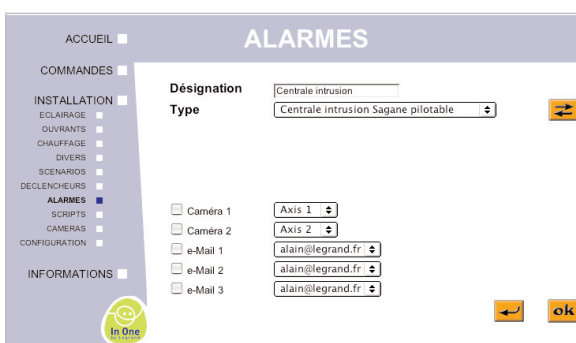 ALARMES
ACCUEIL
COMMANDES
INSTALLATION
ECLAIRAGE
OUVRANTS
CHAUFFAGE
DIVERS
SCENARIOS
DECLENCHEURS
ALARMES
SCRIPTS
CAMERAS
CONFIGURATION
INFORMATIONS
In One
by Legrand
Désignation Centrale intrusion
Type Centrale intrusion Sagane pilotable
Caméra 1 Axis 1
Caméra 2 Axis 2
e-Mail 1 alain@legrand.fr
e-Mail 2 alain@legrand.fr
e-Mail 3 alain@legrand.fr
ok